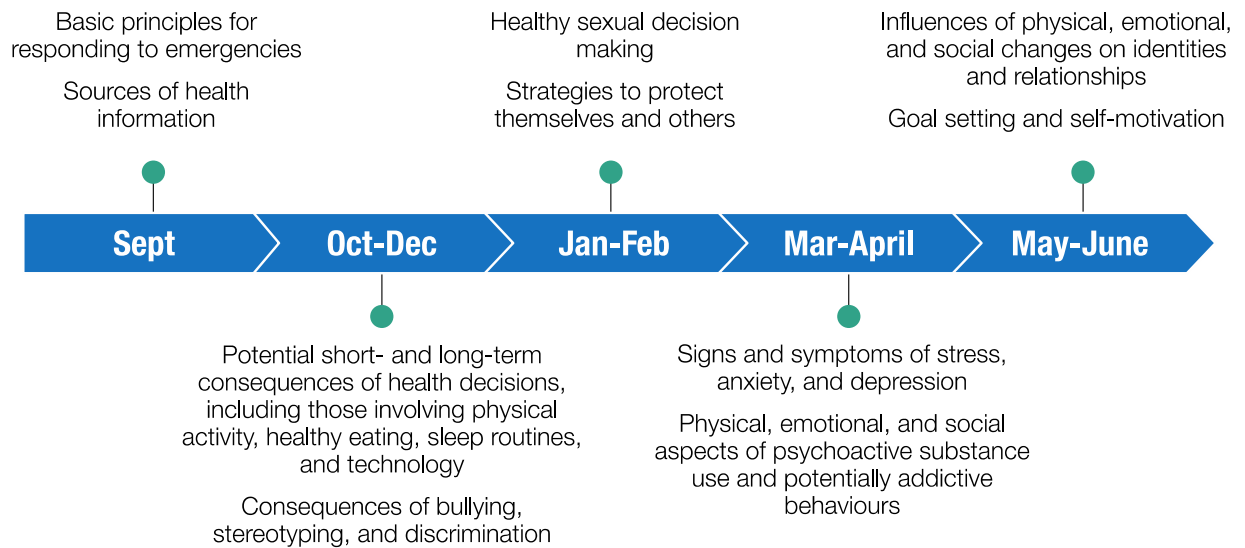 Basic principles for
responding to emergencies
Sources of health
information
Healthy sexual decision
making
Strategies to protect
themselves and others
Influences of physical, emotional,
and social changes on identities
and relationships
Goal setting and self-motivation
Sept
Oct-Dec
Jan-Feb
Mar-April
May-June
Potential short- and long-term
consequences of health decisions,
including those involving physical
activity, healthy eating, sleep routines,
and technology
Consequences of bullying,
stereotyping, and discrimination
Signs and symptoms of stress,
anxiety, and depression
Physical, emotional, and social
aspects of psychoactive substance
use and potentially addictive
behaviours